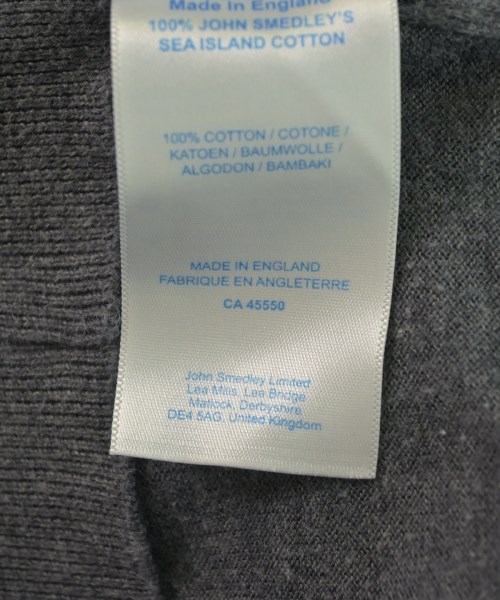 Made in England
100% JOHN SMEDLEY'S
SEA ISLAND COTTON
100% COTTON / COTONE /
KATOEN / BAUMWOLLE /
ALGODON / BAMBAKI
MADE IN ENGLAND
FABRIQUE EN ANGLETERRE
CA 45550
John Smedley Limited
Lea Mills, Lea Bridge
Matlock, Derbyshire
DE4 5AG, United Kingdom